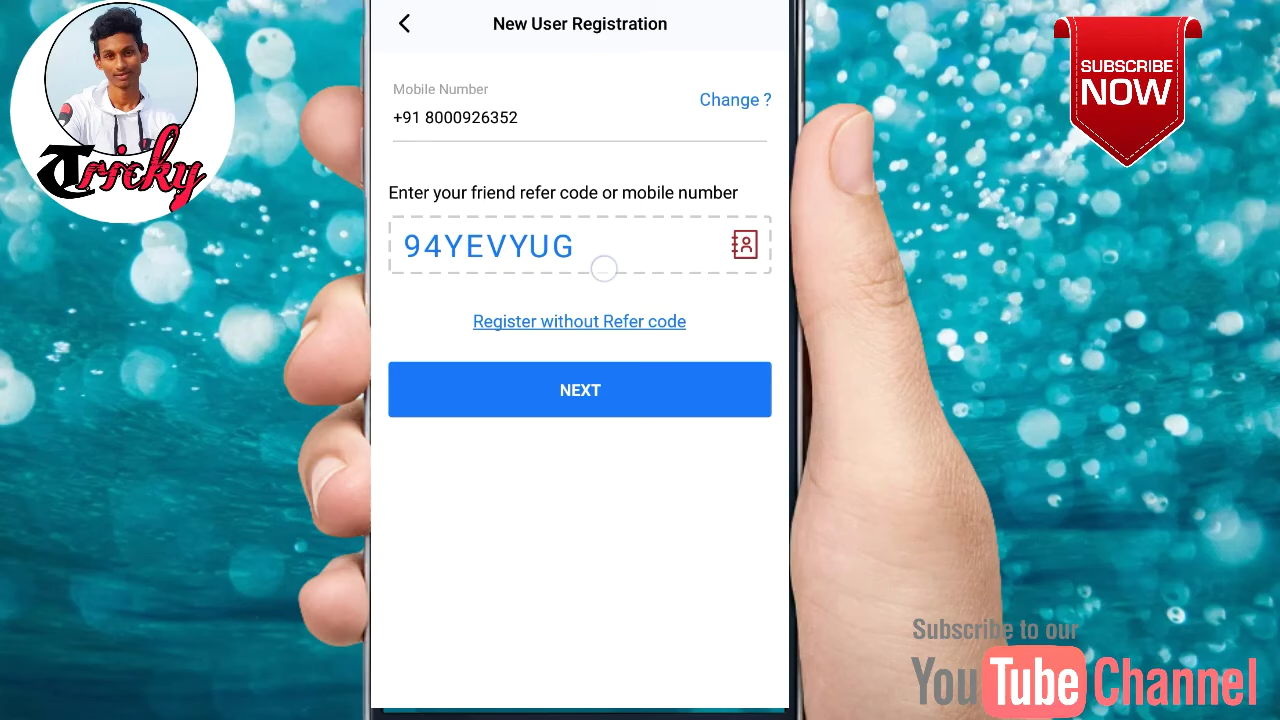 New User Registration
Mobile Number
Change ?
+91 8000926352
Enter your friend refer code or mobile number
94YEVYUG
Register without Refer code
NEXT
Tricky
SUBSCRIBE
NOW
Subscribe to our
YouTube Channel